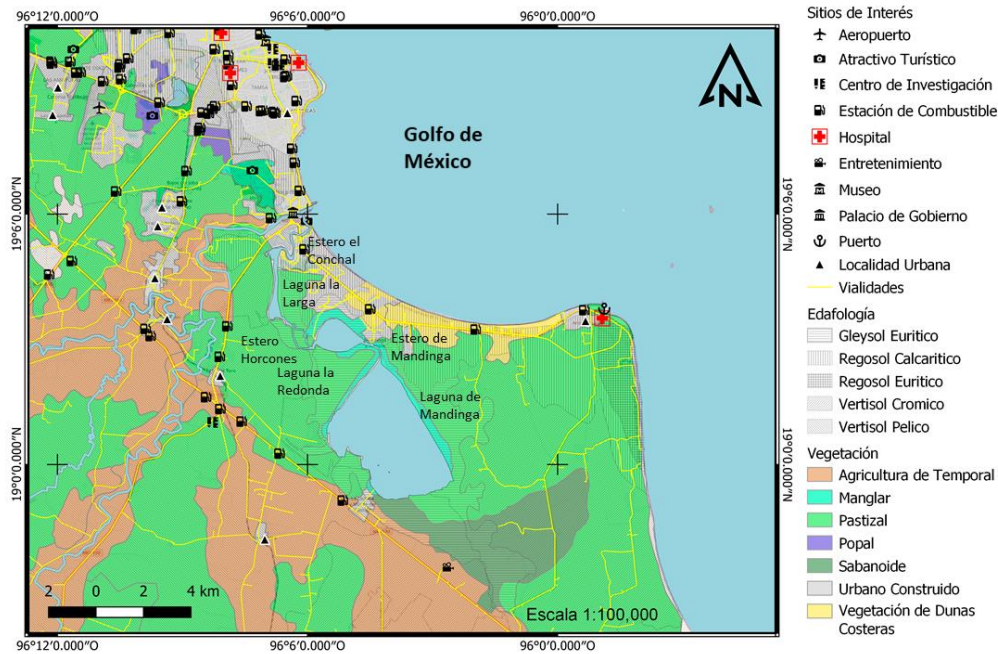 96°12'0.000"O
96°6'0.000"O
96°0'0.000"O
19°6'0.000"N
19°6'0.000"N
19°0'0.000"N
19°0'0.000"N
96°12'0.000"O
96°6'0.000"O
96°0'0.000"O
N
Golfo de
México
Estero el
Conchal
Laguna la
Larga
Estero
Horcones
Estero de
Mandinga
Laguna la
Redonda
Laguna de
Mandinga
2 0 2 4 km
Escala 1:100,000
Sitios de Interés
Aeropuerto
Atractivo Turístico
Centro de Investigación
Estación de Combustible
Hospital
Entretenimiento
Museo
Palacio de Gobierno
Puerto
Localidad Urbana
Vialidades
Edafología
Gleysol Euritico
Regosol Calcaritico
Regosol Euritico
Vertisol Cromico
Vertisol Pelico
Vegetación
Agricultura de Temporal
Manglar
Pastizal
Popal
Sabanoide
Urbano Construido
Vegetación de Dunas
Costeras